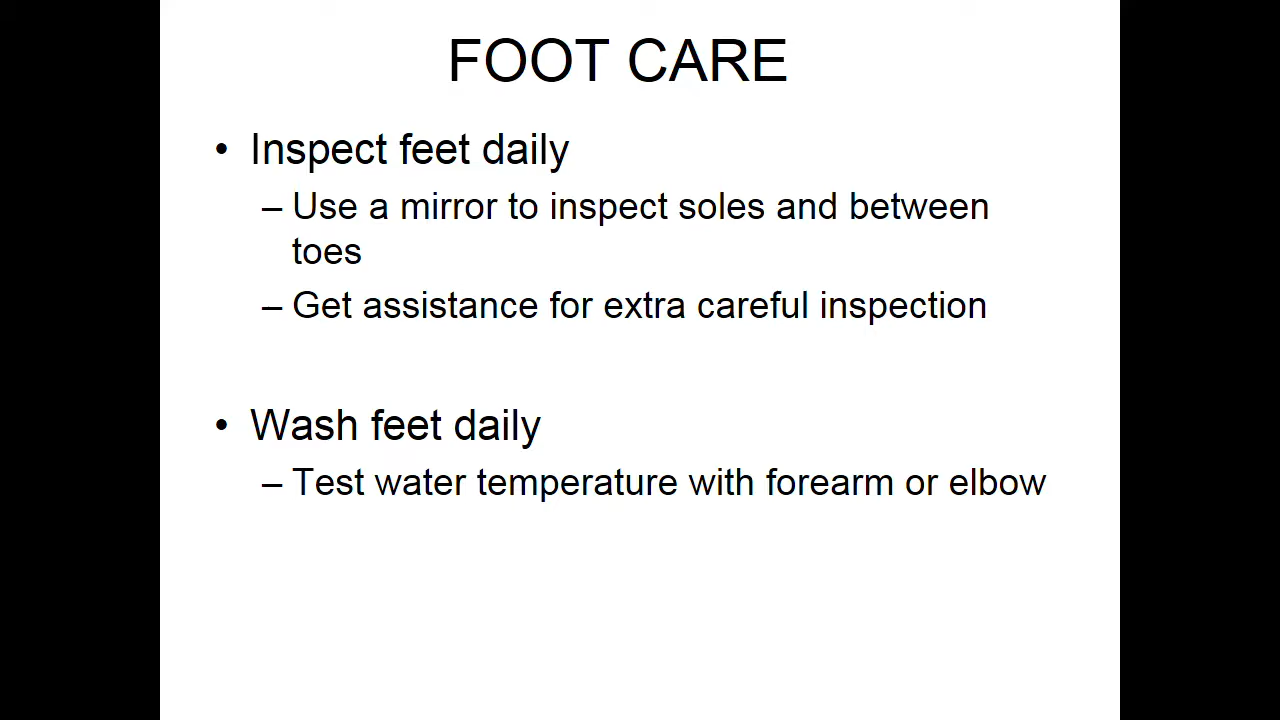 FOOT CARE
• Inspect feet daily
– Use a mirror to inspect soles and between
toes
– Get assistance for extra careful inspection
• Wash feet daily
– Test water temperature with forearm or elbow